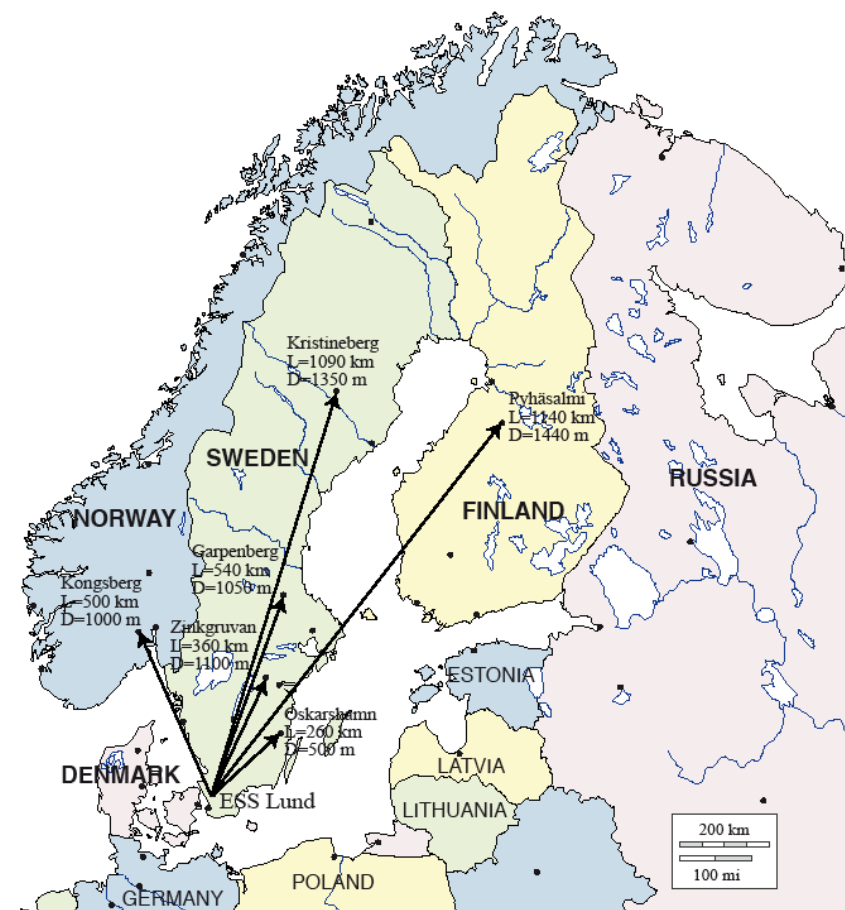 Kristineberg
L=1090 km
D=1350 m
Pyhäsalmi
L=1140 km
D=1440 m
SWEDEN
RUSSIA
NORWAY
FINLAND
Garpenberg
L=540 km
D=1050 m
Kongsberg
L=500 km
D=1000 m
Zinkgruvan
L=360 km
D=1100 m
ESTONIA
Oskarshamn
L=260 km
D=500 m
LATVIA
DENMARK
ESS Lund
LITHUANIA
200 km
100 mi
POLAND
GERMANY